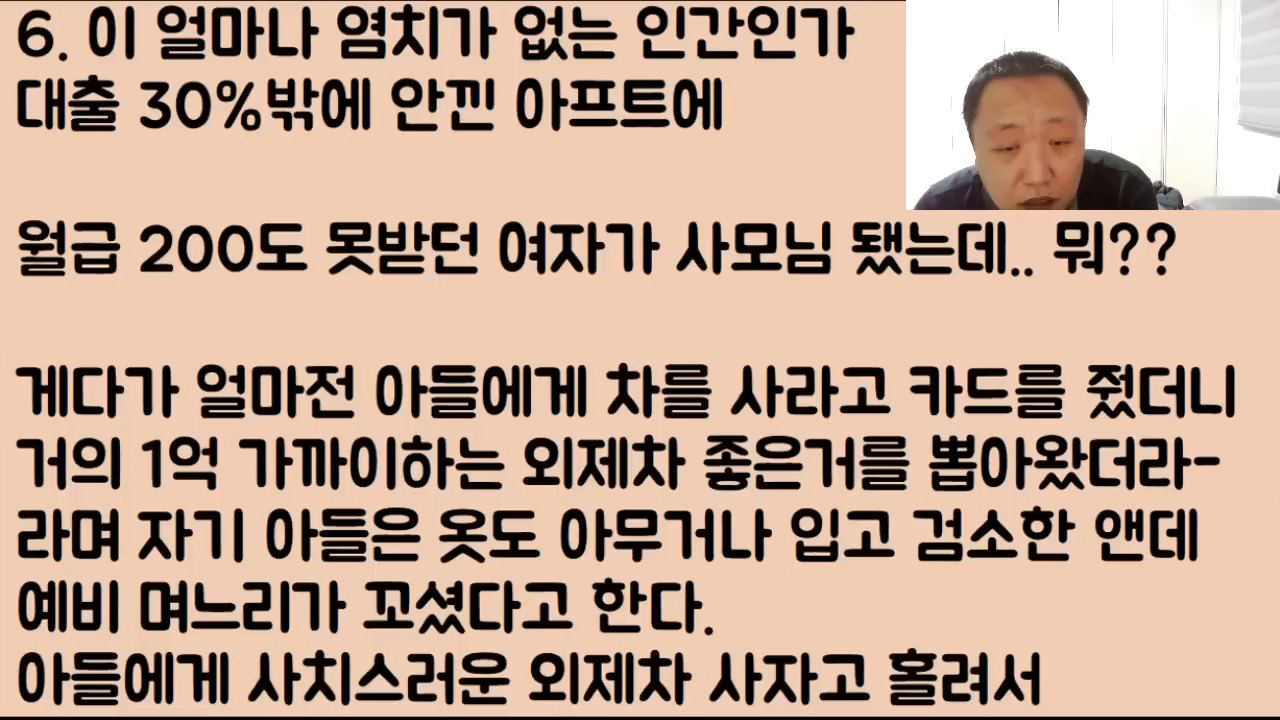 6. 이 얼마나 염치가 없는 인간인가
대출 30%밖에 안낀 아프트에
월급 200도 못받던 여자가 사모님 됐는데.. 뭐??
게다가 얼마전 아들에게 차를 사라고 카드를 줬더니
거의 1억 가까이하는 외제차 좋은거를 뽑아왔더라-
라며 자기 아들은 옷도 아무거나 입고 검소한 앤데
예비 며느리가 꼬셨다고 한다.
아들에게 사치스러운 외제차 사자고 홀려서